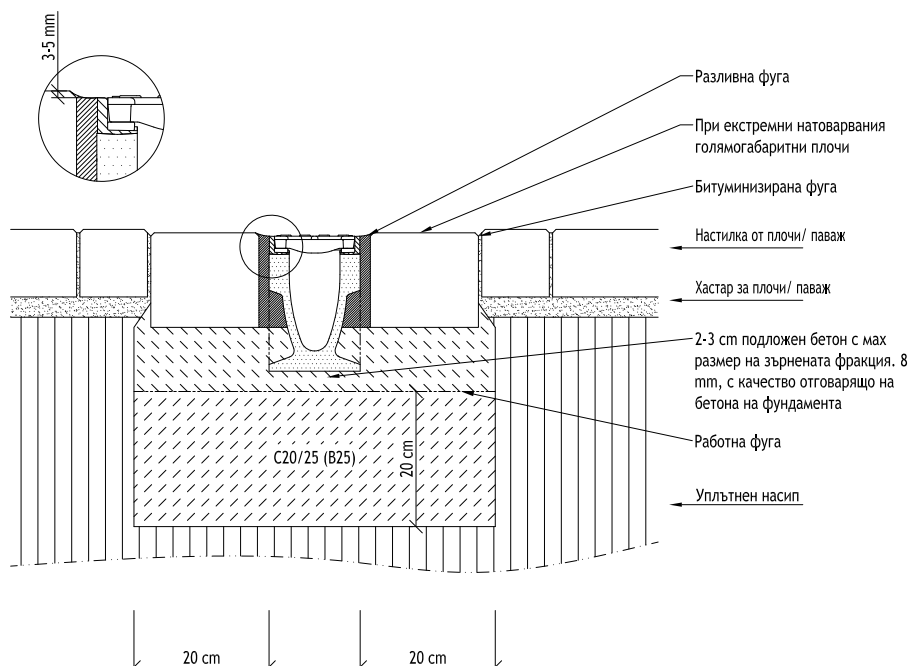 3-5 mm
Разливна фуга
При екстремни натоварвания
голямогабаритни плочи
Битуминизирана фуга
Настилка от плочи/ паваж
Хастар за плочи/ паваж
2-3 cm подложен бетон с мах
размер на зърнената фракция. 8
mm, с качество отговарящо на
бетона на фундамента
Работна фуга
C20/25 (B25)
20 cm
Уплътнен насип
20 cm
20 cm